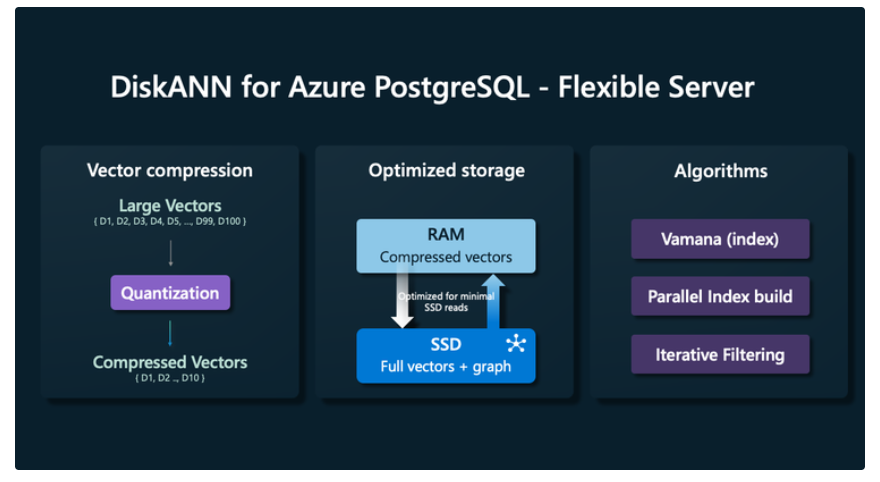 DiskANN for Azure PostgreSQL - Flexible Server
Vector compression
Large Vectors
{ D1, D2, D3, D4, D5, ..., D99, D100 }
Quantization
Compressed Vectors
{ D1, D2 .., D10 }
Optimized storage
RAM
Compressed vectors
Optimized for minimal
SSD reads
SSD
Full vectors + graph
Algorithms
Vamana (index)
Parallel Index build
Iterative Filtering